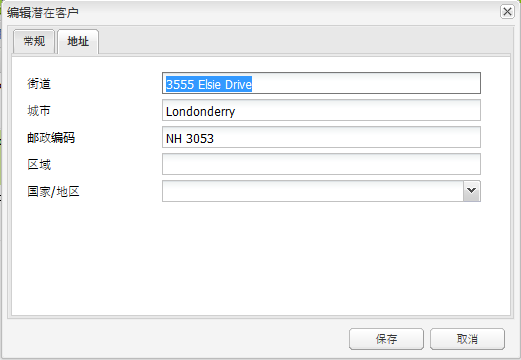 编辑潜在客户
常规 地址
街道 3555 Elsie Drive
城市 Londonderry
邮政编码 NH 3053
区域
国家/地区
保存 取消